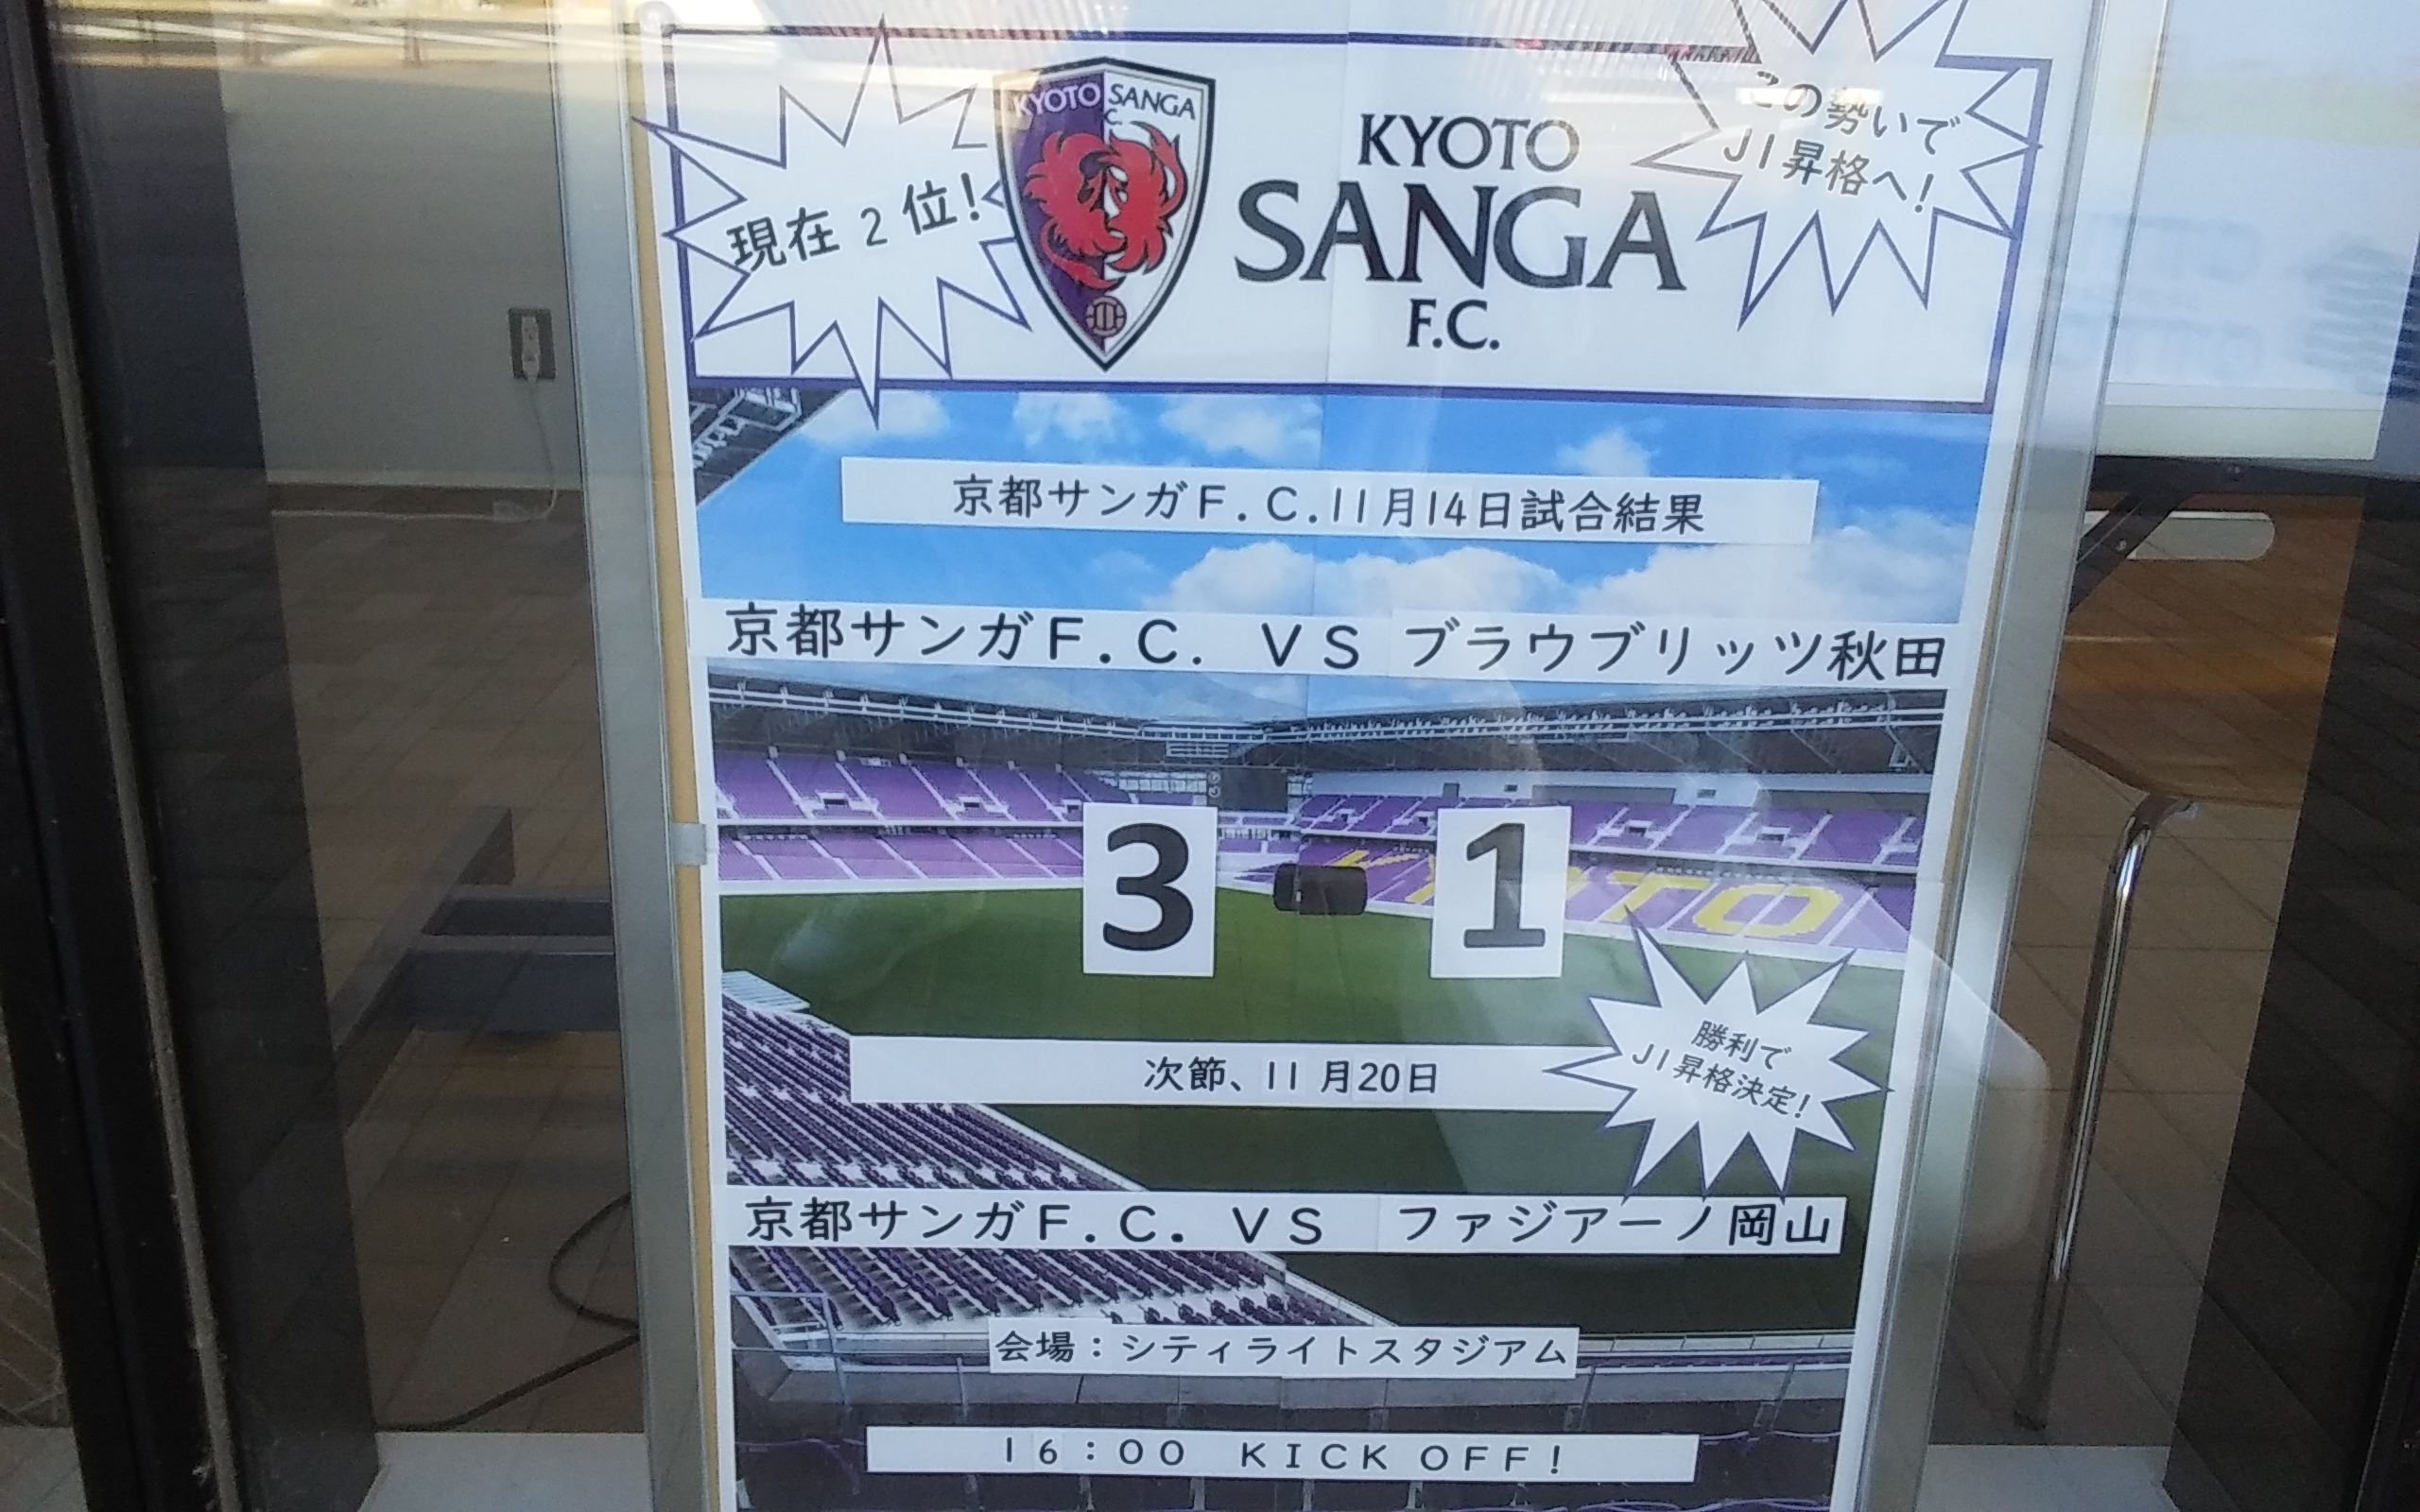 現在2位!
KYOTO SANGA
F.C.
KYOTO
SANGA
F.C.
この勢いで
J1昇格へ!
京都サンガF.C.11月14日試合結果
京都サンガF.C. VS ブラウブリッツ秋田
3-1
KYOTO
次節、11月20日
勝利で
J1昇格決定!
京都サンガF.C. VS ファジアーノ岡山
会場：シティライトスタジアム
16：00 KICK OFF!